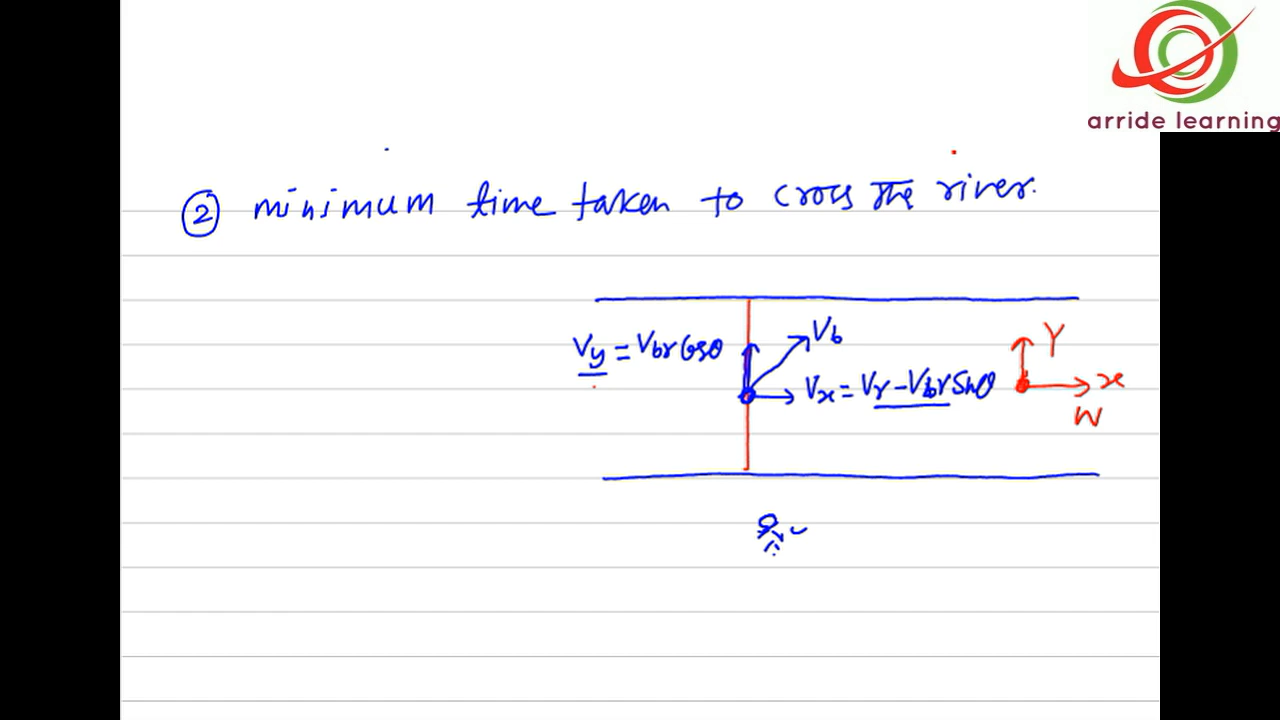 arride learning
② minimum time taken to cross the river.
Vy = Vbr Cosθ
Vb
Vx = Vr - Vbr Sinθ
Y
x
W